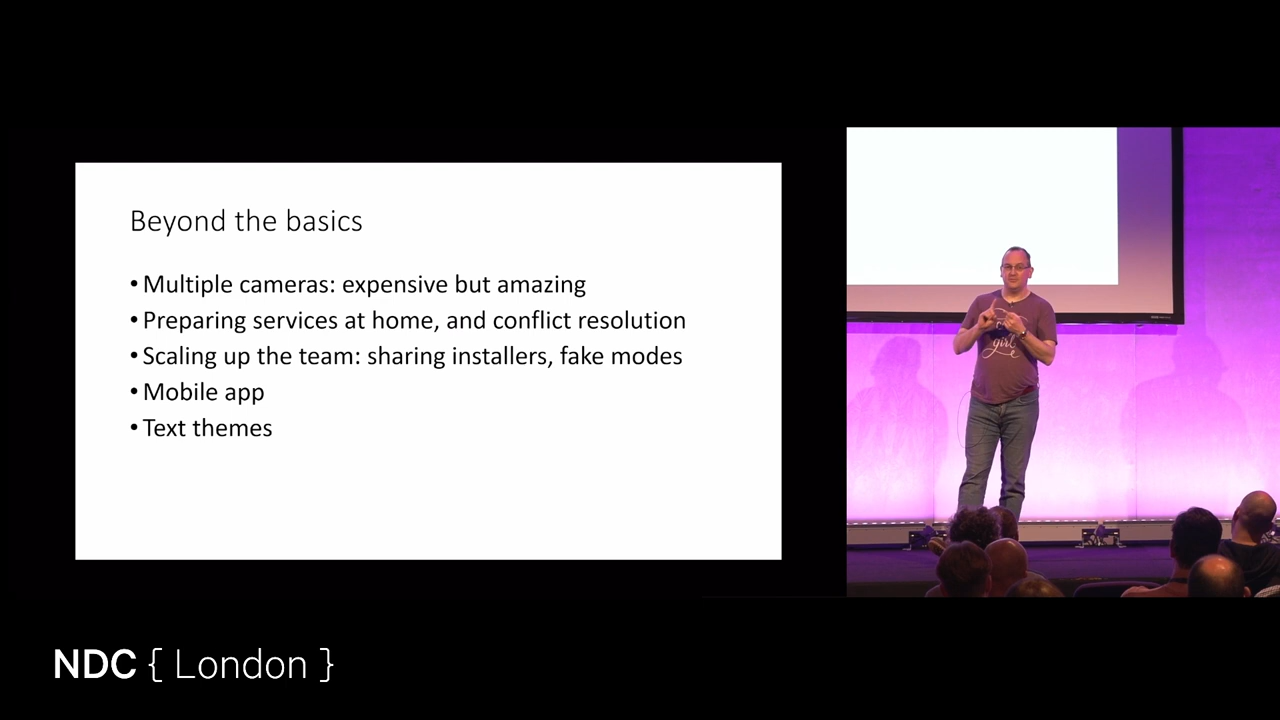 Beyond the basics
• Multiple cameras: expensive but amazing
• Preparing services at home, and conflict resolution
• Scaling up the team: sharing installers, fake modes
• Mobile app
• Text themes
girl
NDC { London }